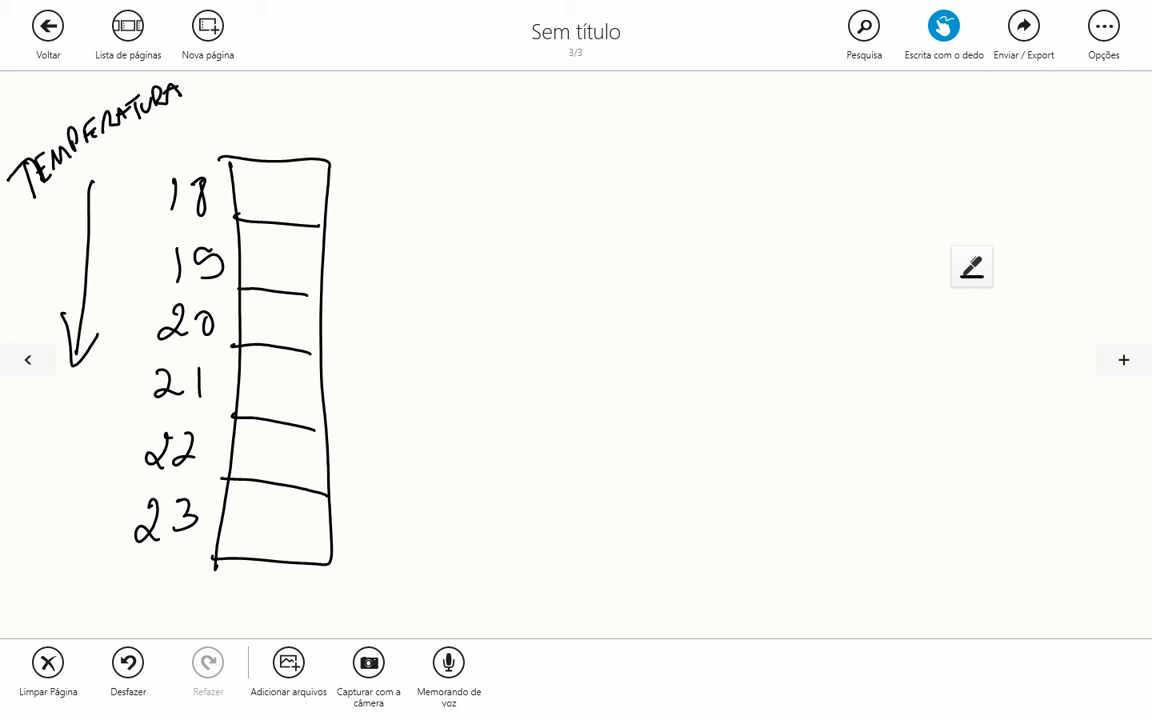 Sem título
3/3
Voltar
Lista de páginas
Nova página
Pesquisa
Escrita com o dedo
Enviar / Export
Opções
TEMPERATURA
18
19
20
21
22
23
Limpar Página
Desfazer
Refazer
Adicionar arquivos
Capturar com a
câmera
Memorando de
voz